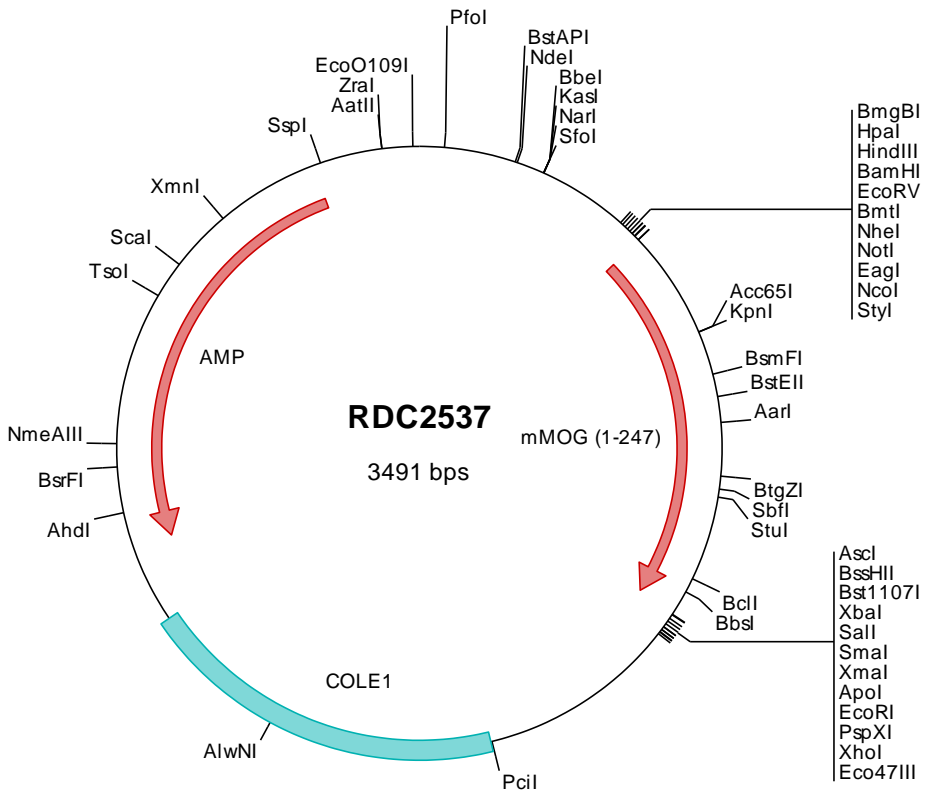 PfoI
BstAPI
NdeI
EcoO109I
ZraI
AatII
BbeI
KasI
NarI
SfoI
SspI
XmnI
ScaI
TsoI
BmgBI
HpaI
HindIII
BamHI
EcoRV
BmtI
NheI
NotI
EagI
NcoI
StyI
Acc65I
KpnI
AMP
BsmFI
BstEII
AarI
RDC2537
3491 bps
mMOG (1-247)
NmeAIII
BsrFI
AhdI
BtgZI
SbfI
StuI
BclI
BbsI
AscI
BssHII
Bst1107I
XbaI
SalI
SmaI
XmaI
ApoI
EcoRI
PspXI
XhoI
Eco47III
COLE1
AlwNI
PciI